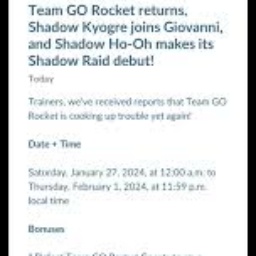 Team GO Rocket returns,
Shadow Kyogre joins Giovanni,
and Shadow Ho-Oh makes its
Shadow Raid debut!
Today
Trainers, we've received reports that Team GO
Rocket is cooking up trouble yet again!
Date + Time
Saturday, January 27, 2024, at 12:00 a.m. to
Thursday, February 1, 2024, at 11:59 p.m.
local time
Bonuses